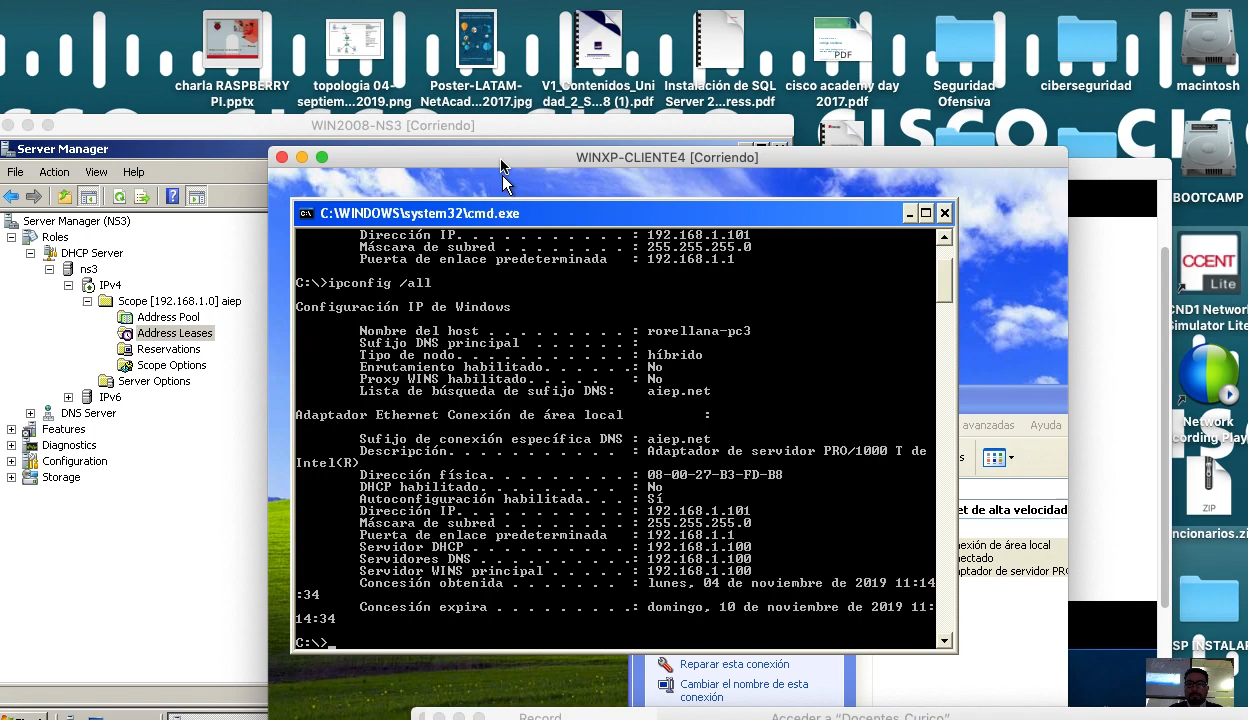 charla RASPBERRY
PI.pptx
topologia 04-
septiem...2019.png
Poster-LATAM-
NetAcad...2017.jpg
V1_Contenidos_Uni
dad_2_S...8 (1).pdf
Instalación de SQL
Server 2...ress.pdf
PDF
cisco academy day
2017.pdf
Seguridad
Ofensiva
ciberseguridad
macintosh
CISCO
WIN2008-NS3 [Corriendo]
Server Manager
File Action View Help
Server Manager (NS3)
Roles
DHCP Server
ns3
IPv4
Scope [192.168.1.0] aiep
Address Pool
Address Leases
Reservations
Scope Options
Server Options
IPv6
DNS Server
Features
Diagnostics
Configuration
Storage
WINXP-CLIENTE4 [Corriendo]
C:\WINDOWS\system32\cmd.exe
Dirección IP. . . . . . . . . . . : 192.168.1.101
Máscara de subred . . . . . . . . : 255.255.255.0
Puerta de enlace predeterminada   : 192.168.1.1
C:\>ipconfig /all
Configuración IP de Windows
Nombre del host . . . . . . . . . : rorellana-pc3
Sufijo DNS principal  . . . . . . :
Tipo de nodo. . . . . . . . . . . : híbrido
Enrutamiento habilitado. . . . . .: No
Proxy WINS habilitado. . . . .    : No
Lista de búsqueda de sufijo DNS:    aiep.net
Adaptador Ethernet Conexión de área local          :
Sufijo de conexión específica DNS : aiep.net
Descripción. . . . . . . . . . .  : Adaptador de servidor PRO/1000 T de
Intel(R)
Dirección física. . . . . . . . . : 08-00-27-B3-FD-B8
DHCP habilitado. . . . . . . . .  : No
Autoconfiguración habilitada. . . : Sí
Dirección IP. . . . . . . . . . . : 192.168.1.101
Máscara de subred . . . . . . . . : 255.255.255.0
Puerta de enlace predeterminada   : 192.168.1.1
Servidor DHCP . . . . . . . . . . : 192.168.1.100
Servidores DNS . . . . . . . . . .: 192.168.1.100
Servidor WINS principal . . . . . : 192.168.1.100
Concesión obtenida . . . . . . .  : lunes, 04 de noviembre de 2019 11:14
:34
Concesión expira . . . . . . . . .: domingo, 10 de noviembre de 2019 11:
14:34
C:\>_
avanzadas Ayuda
s
et de alta velocidad
nexión de área local
nectado
aptador de servidor PRO
Reparar esta conexión
Cambiar el nombre de esta
conexión
BOOTCAMP
CCENT
Lite
CND1 Network
Simulator Lite
Network
cording Play
ZIP
ncionarios.zi
SP INSTALAR
Record
Acceder a "Docentes_Curico"